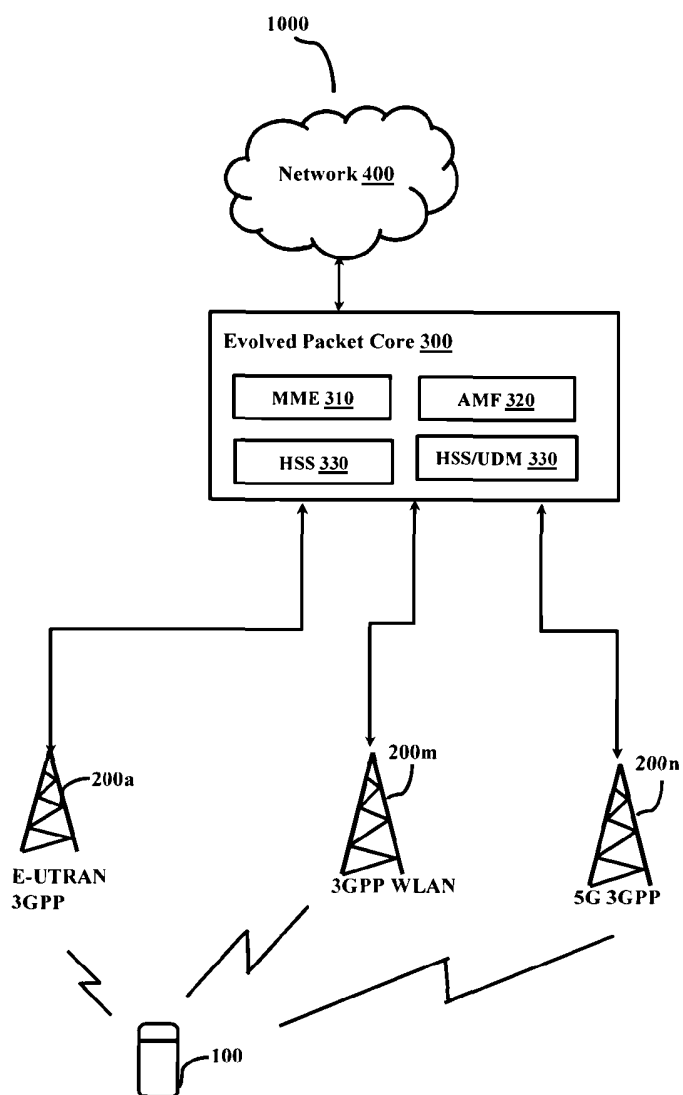 1000
Network 400
Evolved Packet Core 300
MME 310
AMF 320
HSS 330
HSS/UDM 330
200a
200m
200n
E-UTRAN
3GPP
3GPP WLAN
5G 3GPP
100